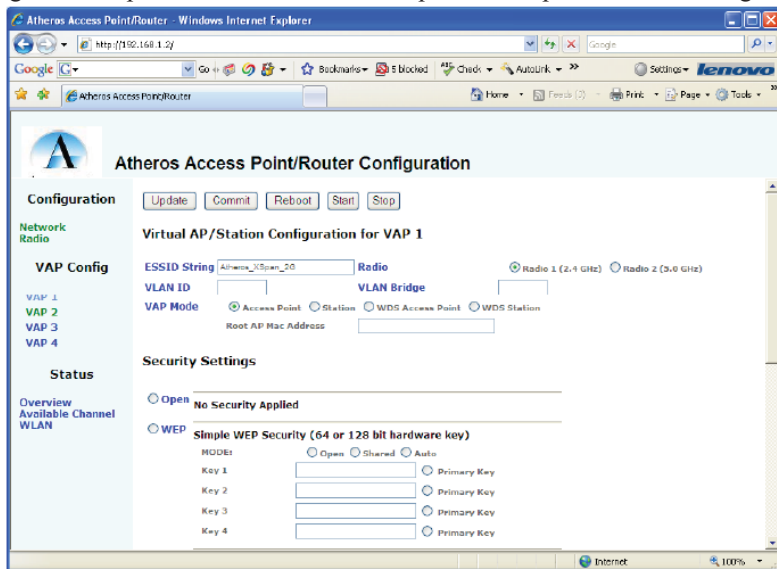 Atheros Access Point/Router - Windows Internet Explorer
http://192.168.1.2/
Google
Google G Go Bookmarks 5 blocked Check AutoLink >> Settings lenovo
Atheros Access Point/Router Home Feeds (J) Print Page Tools >>
Atheros Access Point/Router Configuration
Configuration
Update Commit Reboot Start Stop
Network
Radio
Virtual AP/Station Configuration for VAP 1
VAP Config
ESSID String Atheros_XSpan_2G Radio Radio 1 (2.4 GHz) Radio 2 (5.0 GHz)
VLAN ID VLAN Bridge
VAP 1
VAP Mode Access Point Station WDS Access Point WDS Station
VAP 2
VAP 3
Root AP Mac Address
VAP 4
Security Settings
Status
Overview
Open No Security Applied
Available Channel
WLAN
WEP Simple WEP Security (64 or 128 bit hardware key)
MODE: Open Shared Auto
Key 1 Primary Key
Key 2 Primary Key
Key 3 Primary Key
Key 4 Primary Key
Internet 100%